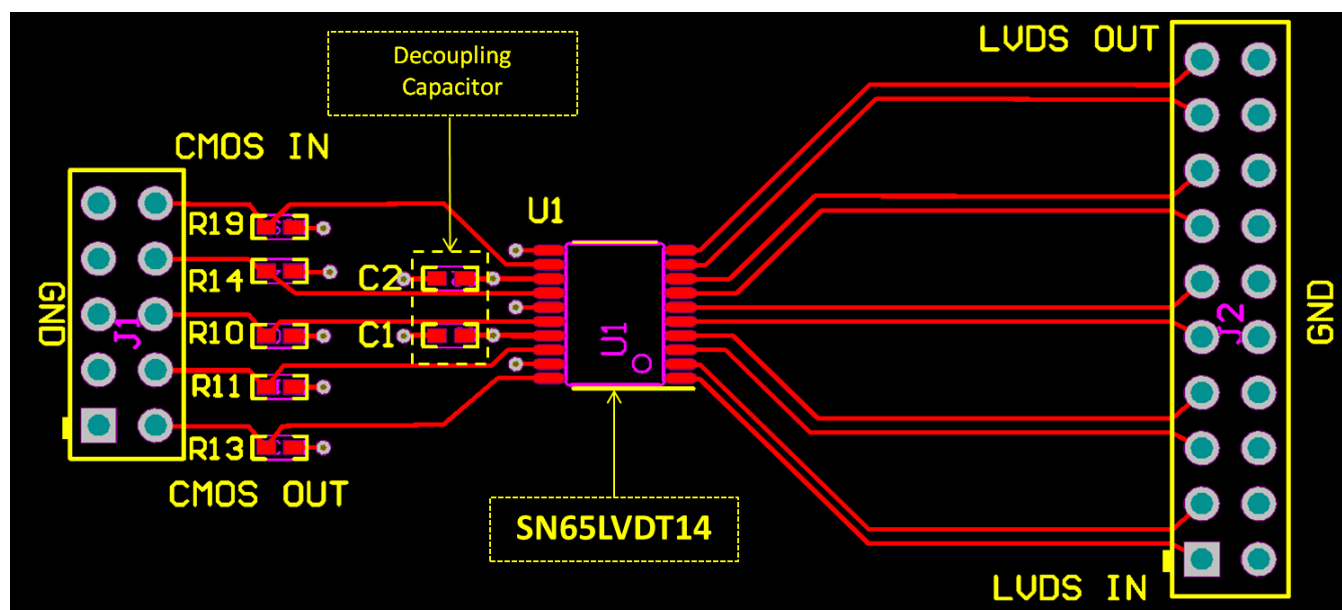 LVDS OUT
Decoupling
Capacitor
CMOS IN
U1
R19
R14
C2
GND
J1
R10
C1
U1
J2
GND
R11
R13
CMOS OUT
SN65LVDT14
LVDS IN